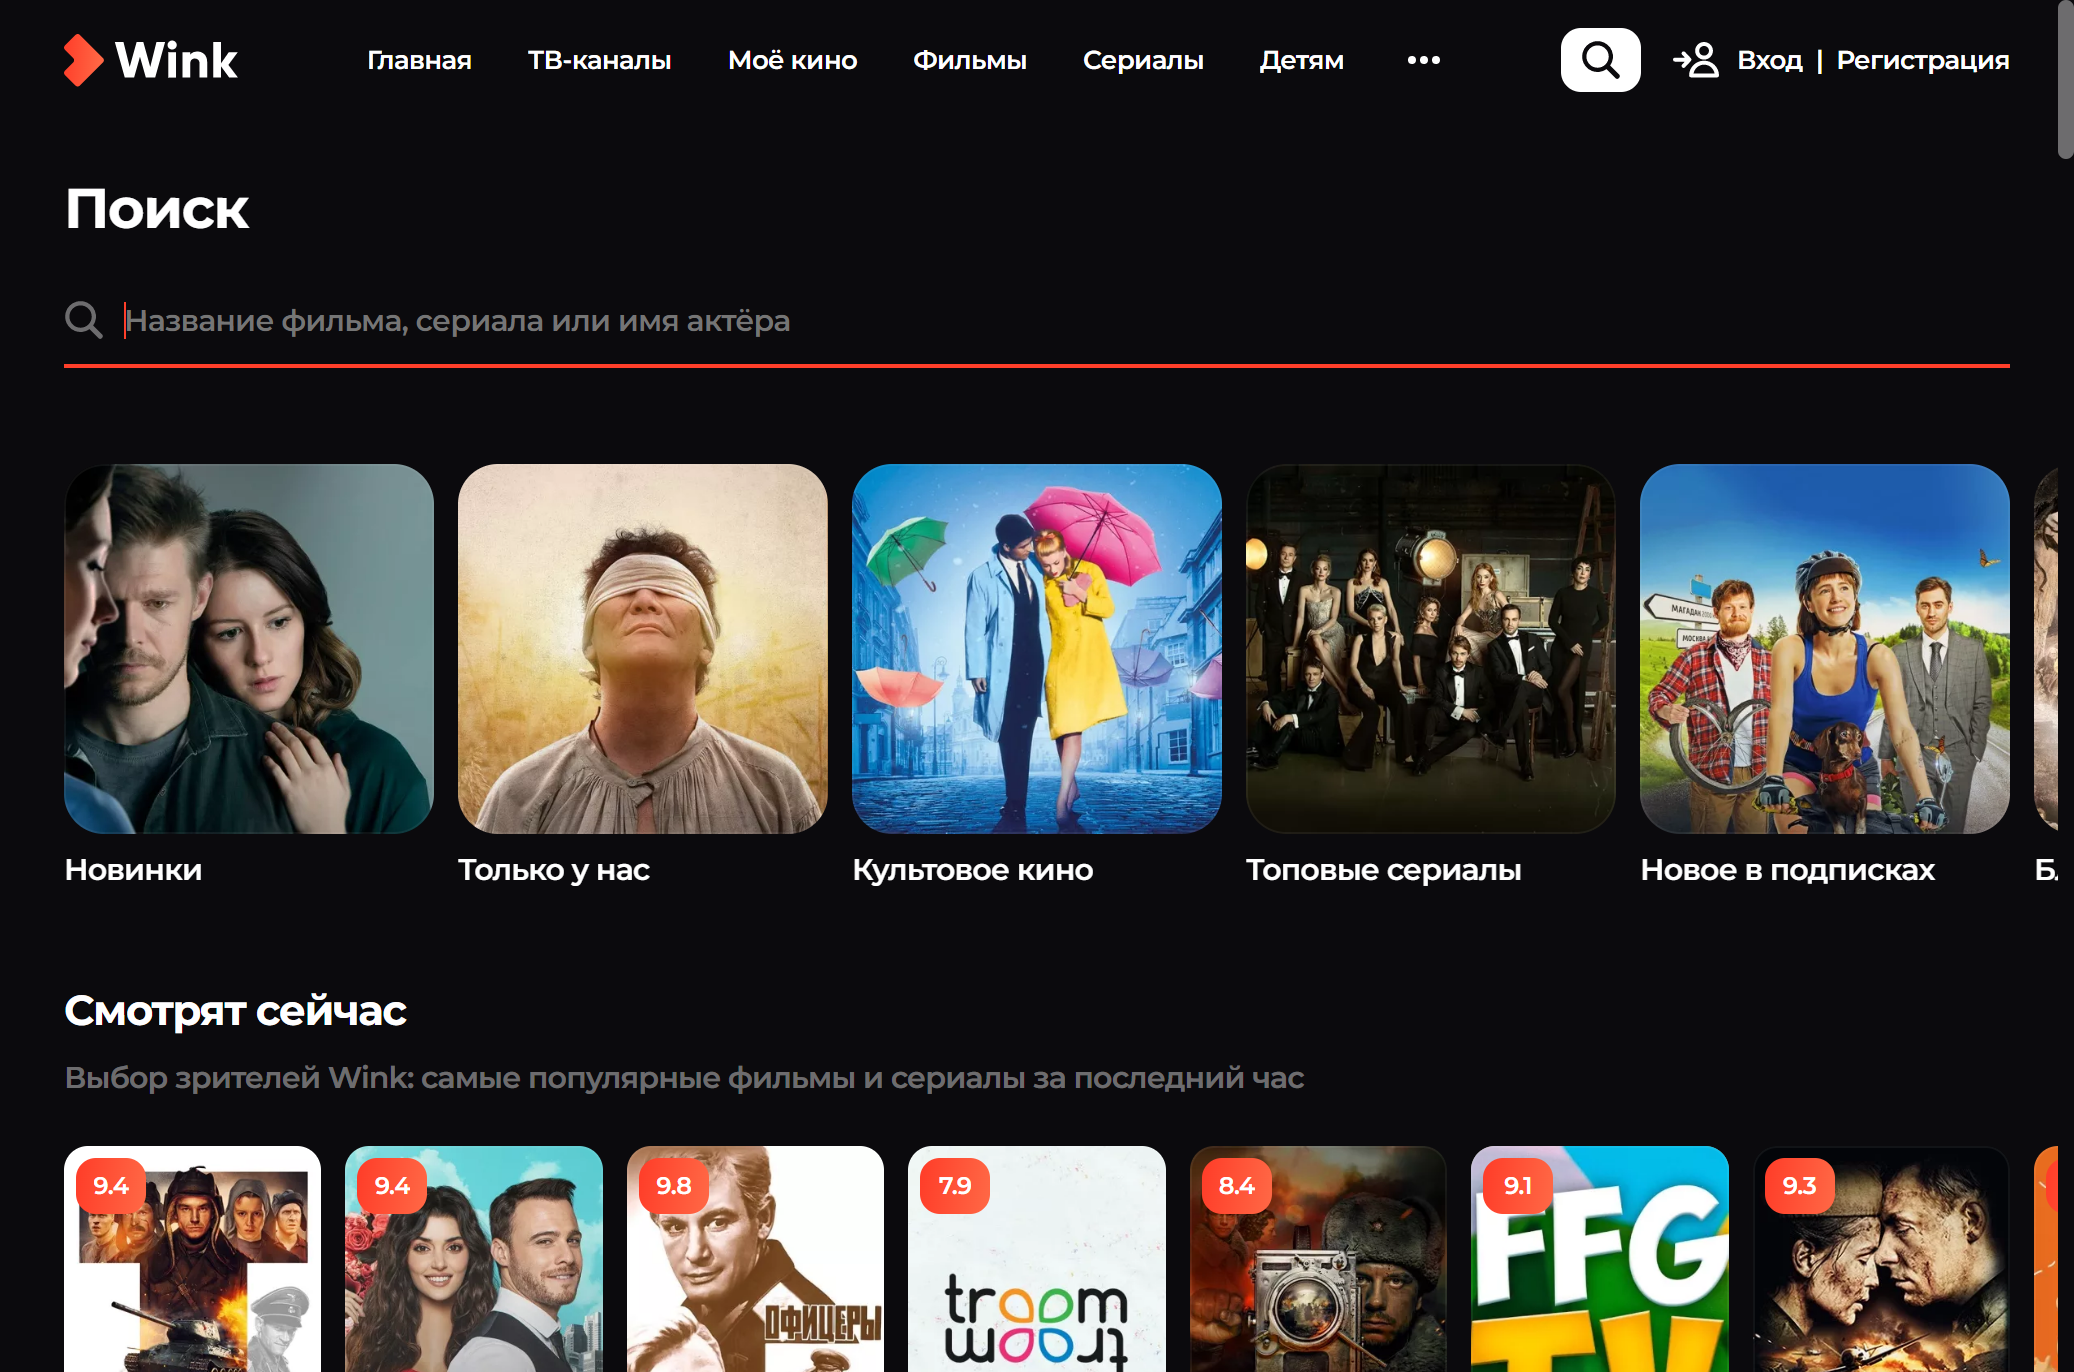 Wink
Главная
ТВ-каналы
Моё кино
Фильмы
Сериалы
Детям
Вход | Регистрация
Поиск
Название фильма, сериала или имя актёра
МАГАДАН
МОСКВА
Новинки
Только у нас
Культовое кино
Топовые сериалы
Новое в подписках
Смотрят сейчас
Выбор зрителей Wink: самые популярные фильмы и сериалы за последний час
9.4
9.4
9.8
7.9
8.4
9.1
9.3
ОФИЦЕРЫ
troom
troom
FFG
TV